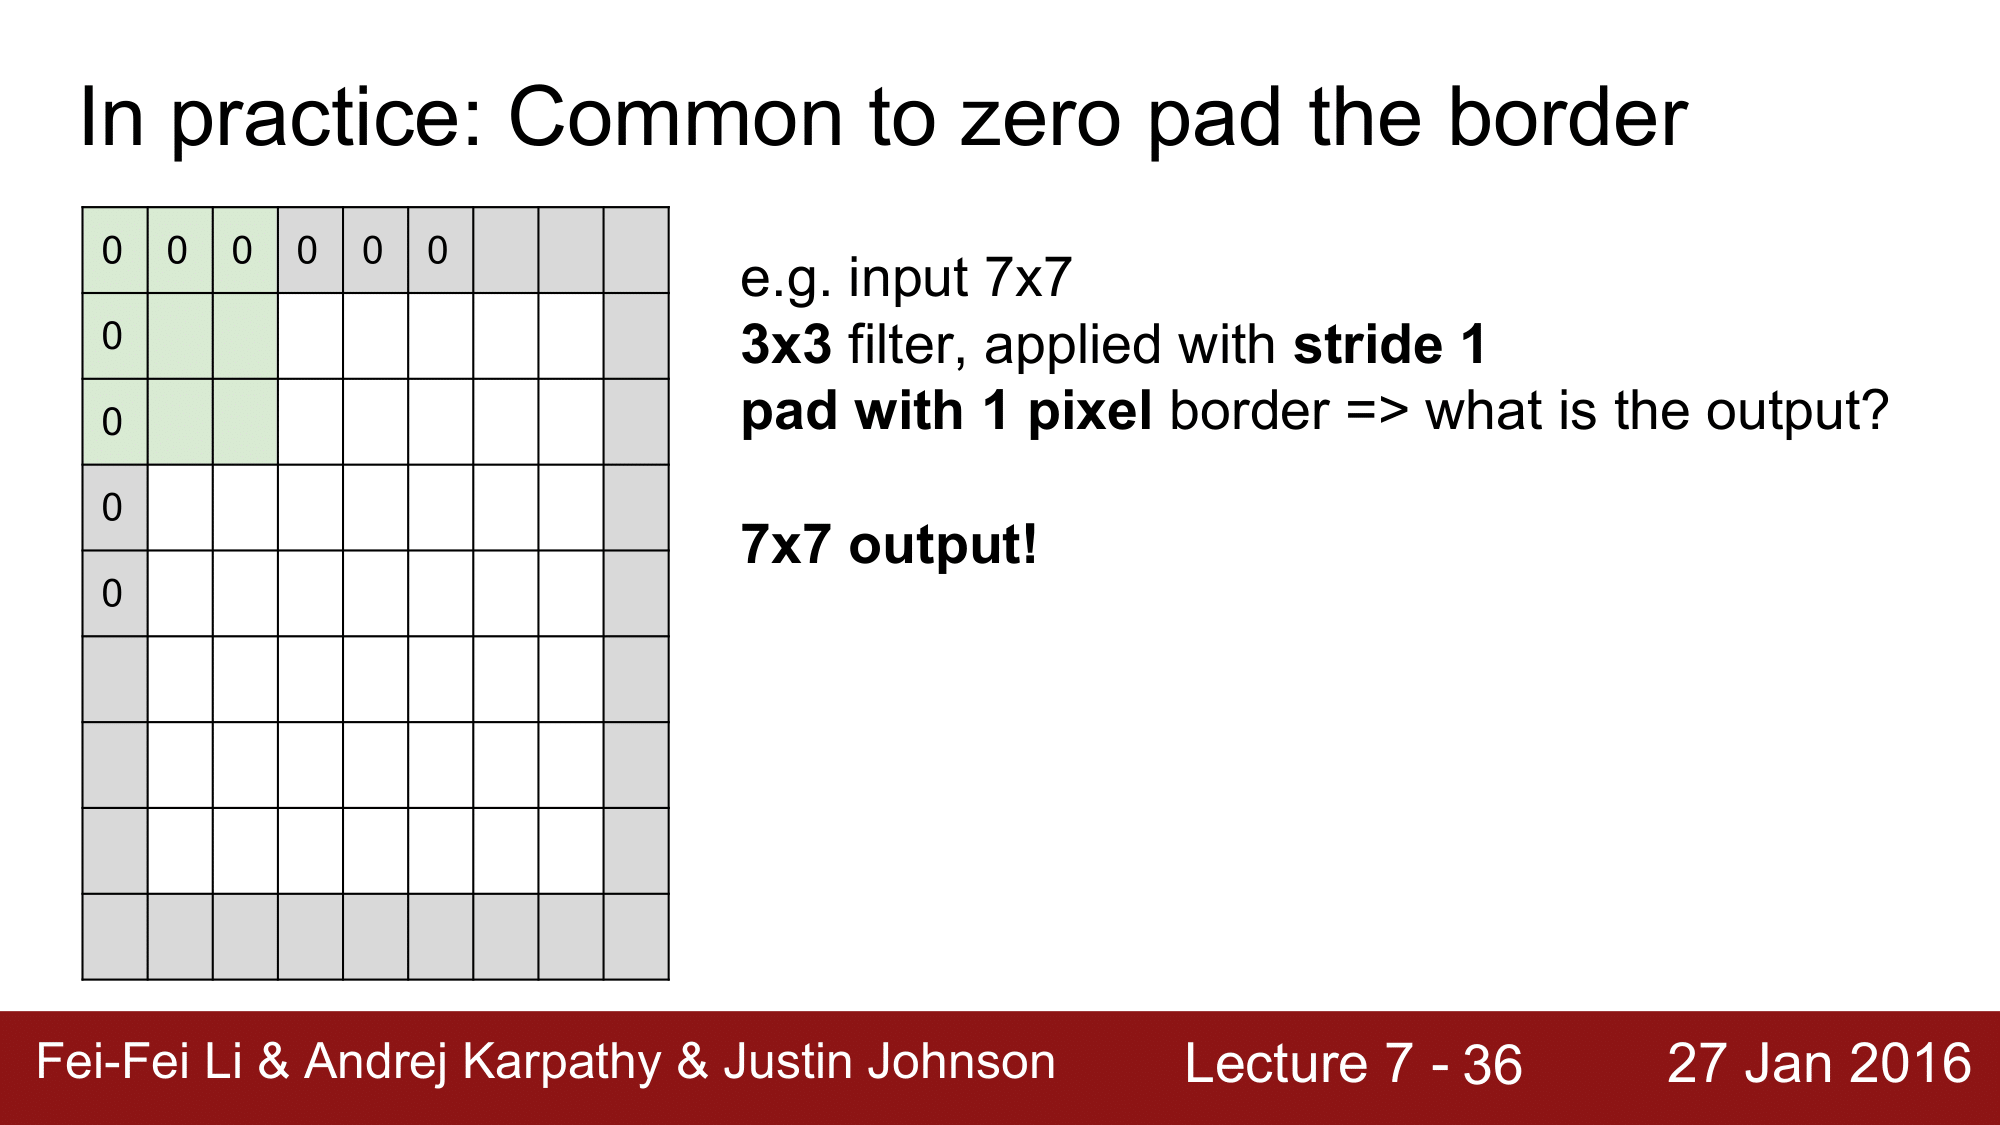 In practice: Common to zero pad the border
0 0 0 0 0 0
0
0
0
0
e.g. input 7x7
3x3 filter, applied with stride 1
pad with 1 pixel border => what is the output?
7x7 output!
Fei-Fei Li & Andrej Karpathy & Justin Johnson
Lecture 7 - 36
27 Jan 2016